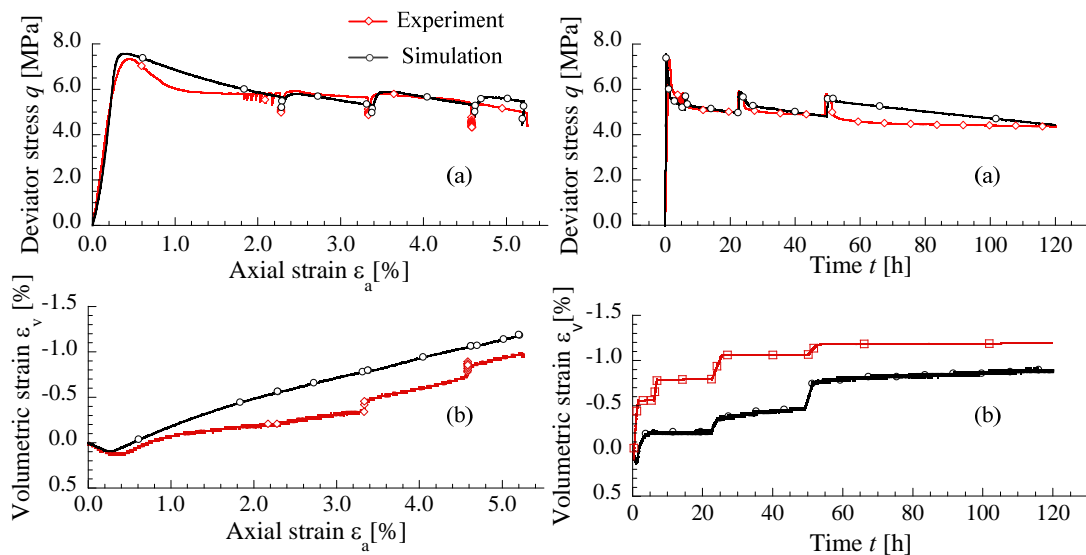 Experiment
Simulation
8.0
6.0
4.0
2.0
0.0
Deviator stress q [MPa]
(a)
0.0 1.0 2.0 3.0 4.0 5.0
Axial strain εa[%]
8.0
6.0
4.0
2.0
0.0
Deviator stress q [MPa]
(a)
0 20 40 60 80 100 120
Time t [h]
-1.5
-1.0
-0.5
0.0
0.5
Volumetric strain εv [%]
(b)
0.0 1.0 2.0 3.0 4.0 5.0
Axial strain εa[%]
-1.5
-1.0
-0.5
0.0
0.5
Volumetric strain εv[%]
(b)
0 20 40 60 80 100 120
Time t [h]